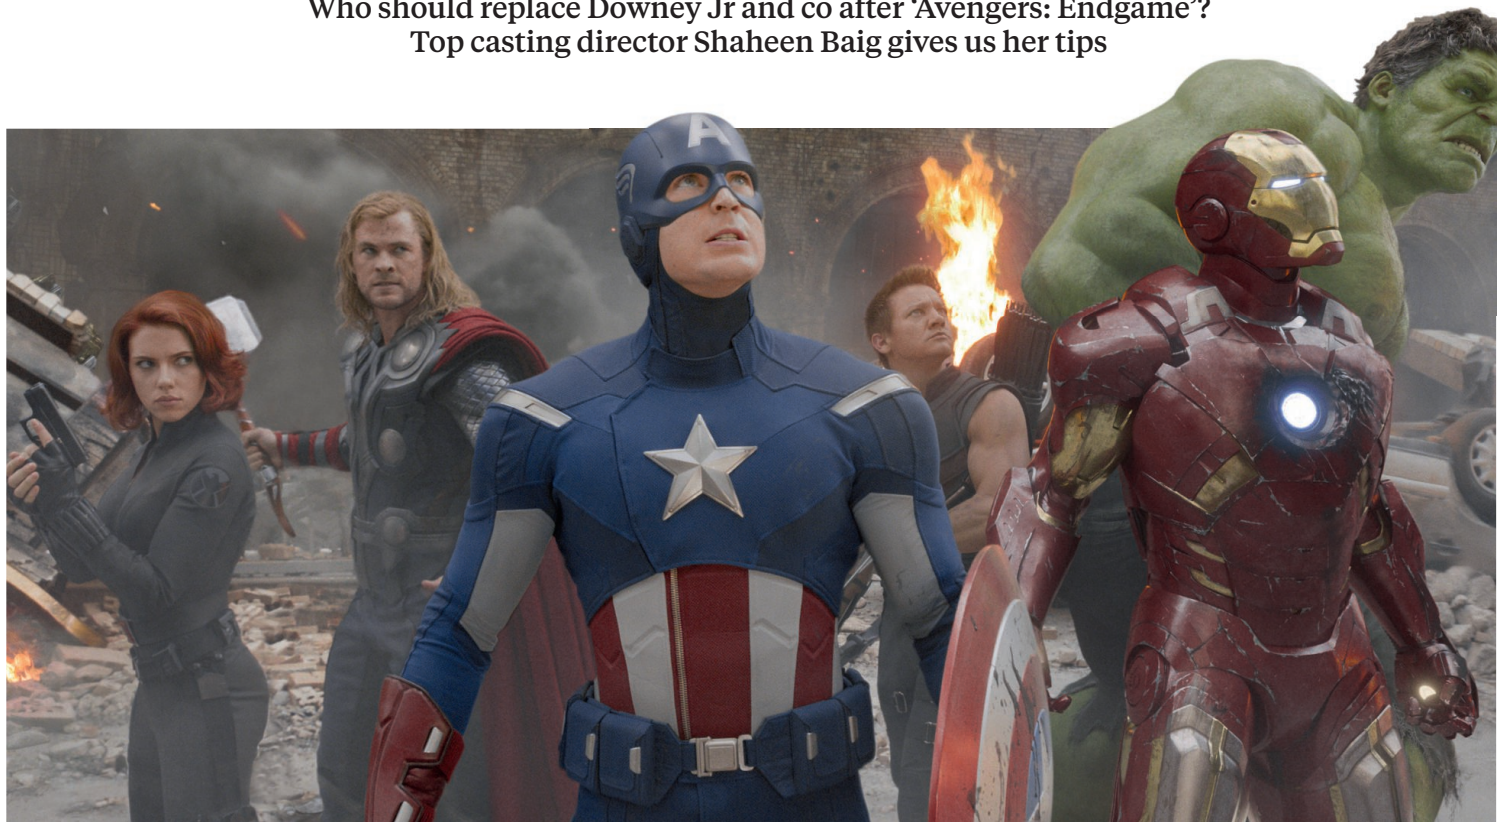 Who should replace Downey Jr and co after ‘Avengers: Endgame’?
Top casting director Shaheen Baig gives us her tips
A